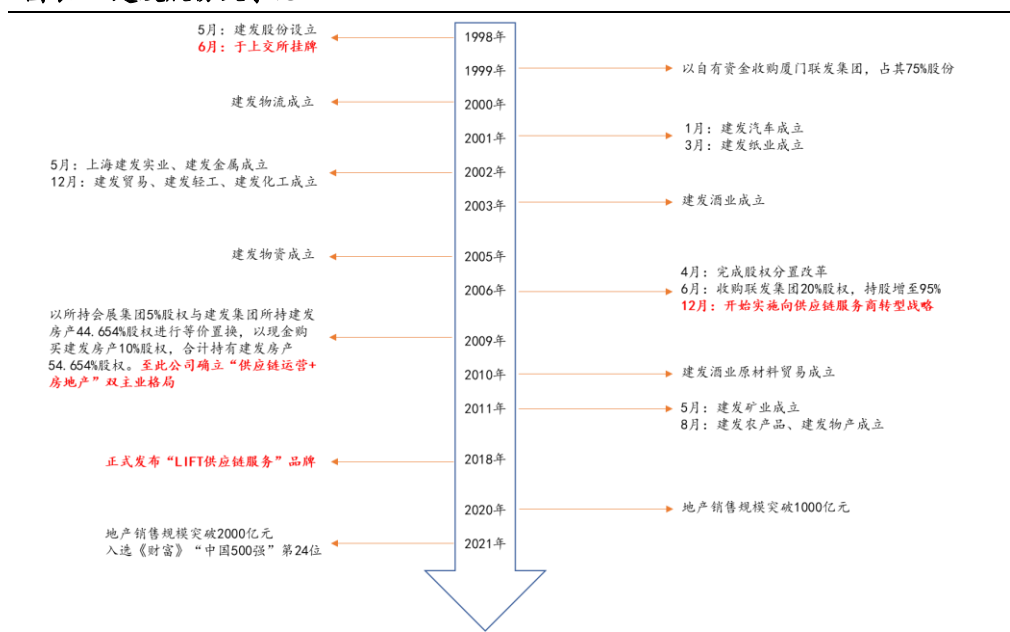 5月：建发股份设立
6月：于上交所挂牌
1998年
1999年
以自有资金收购厦门联发集团，占其75%股份
建发物流成立
2000年
2001年
1月：建发汽车成立
3月：建发纸业成立
5月：上海建发实业、建发金属成立
12月：建发贸易、建发轻工、建发化工成立
2002年
2003年
建发酒业成立
建发物资成立
2005年
2006年
4月：完成股权分置改革
6月：收购联发集团20%股权，持股增至95%
12月：开始实施向供应链服务商转型战略
以所持会展集团5%股权与建发集团所持建发
房产44.654%股权进行等价置换，以现金购
买建发房产10%股权，合计持有建发房产
54.654%股权。至此公司确立“供应链运营+
房地产”双主业格局
2009年
2010年
建发酒业原材料贸易成立
2011年
5月：建发矿业成立
8月：建发农产品、建发物产成立
正式发布“LIFT供应链服务”品牌
2018年
2020年
地产销售规模突破1000亿元
地产销售规模突破2000亿元
入选《财富》“中国500强”第24位
2021年